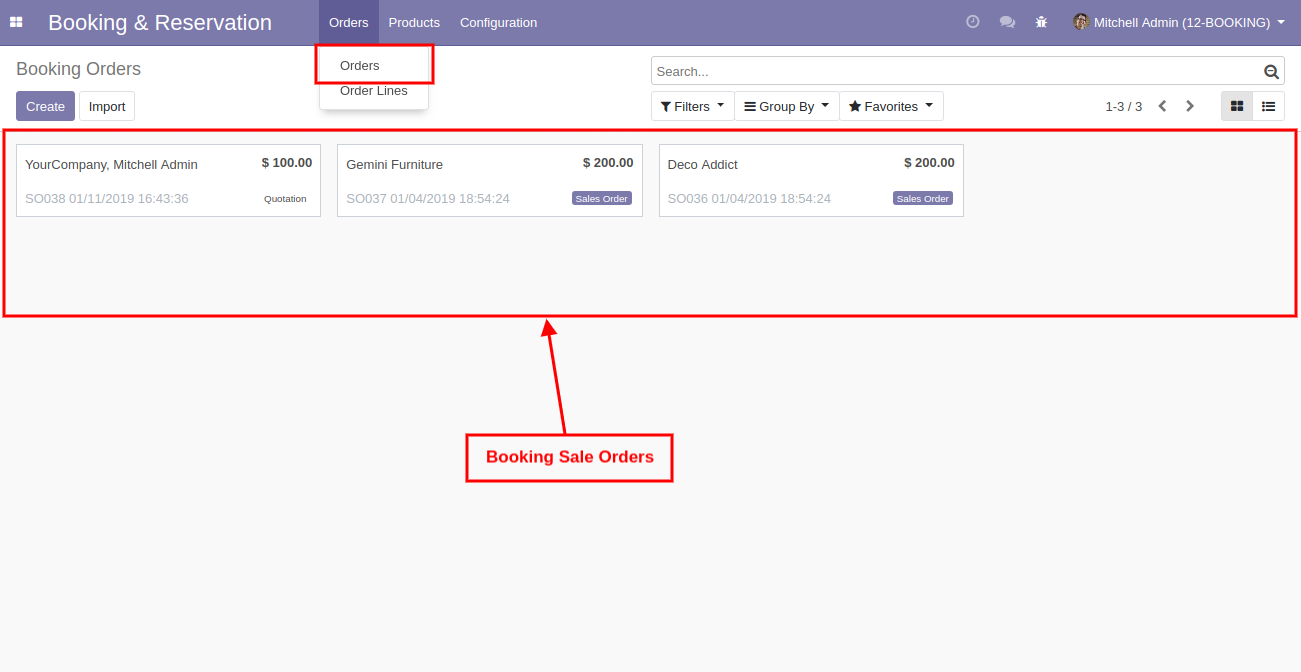 Booking & Reservation Orders Products Configuration Mitchell Admin (12-BOOKING)
Orders
Order Lines
Booking Orders
Search...
Create Import Filters Group By Favorites 1-3 / 3
YourCompany, Mitchell Admin $ 100.00 Gemini Furniture $ 200.00 Deco Addict $ 200.00
SO038 01/11/2019 16:43:36 Quotation SO037 01/04/2019 18:54:24 Sales Order SO036 01/04/2019 18:54:24 Sales Order
Booking Sale Orders